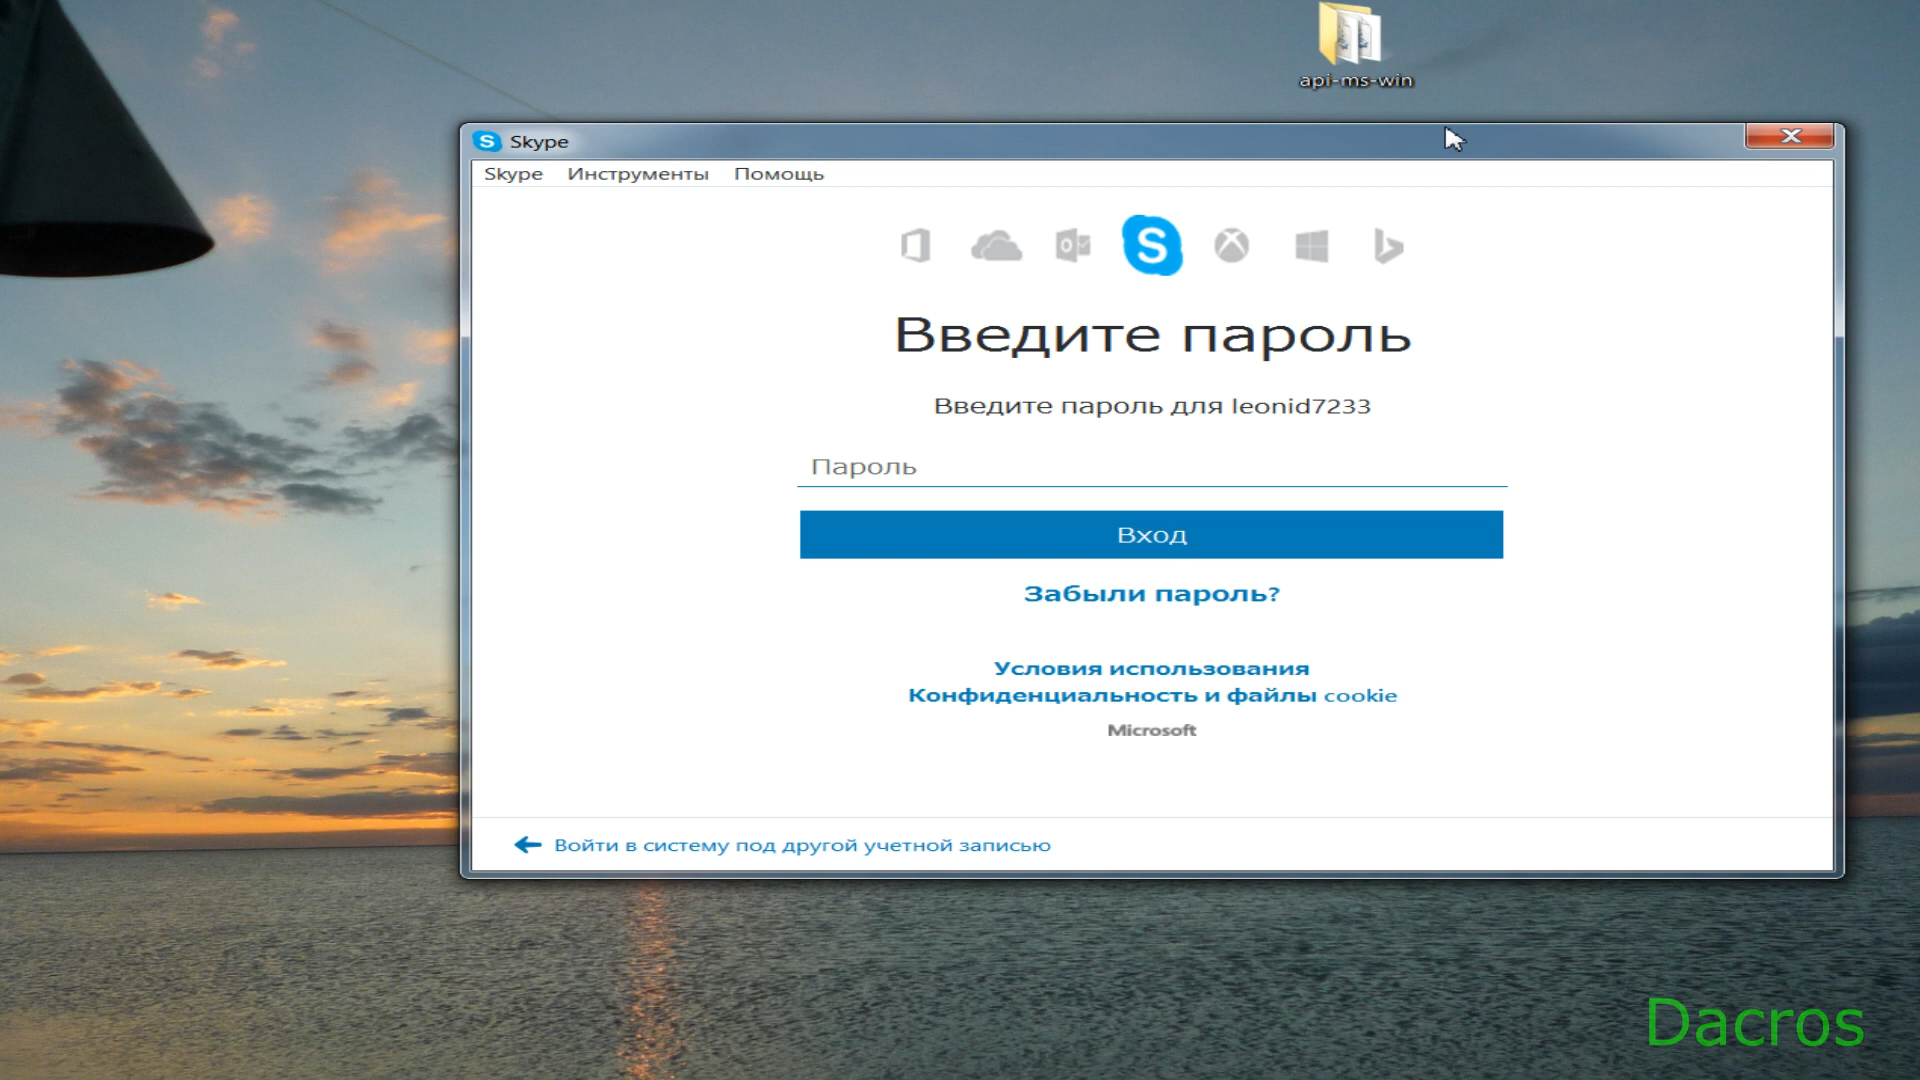 api-ms-win
Skype
Skype Инструменты Помощь
Введите пароль
Введите пароль для leonid7233
Пароль
Вход
Забыли пароль?
Условия использования
Конфиденциальность и файлы cookie
Microsoft
Войти в систему под другой учетной записью
Dacros